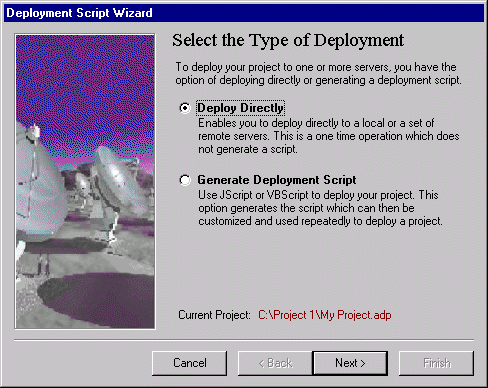 Deployment Script Wizard
Select the Type of Deployment
To deploy your project to one or more servers, you have the
option of deploying directly or generating a deployment script.
Deploy Directly
Enables you to deploy directly to a local or a set of
remote servers. This is a one time operation which does
not generate a script.
Generate Deployment Script
Use JScript or VBScript to deploy your project. This
option generates the script which can then be
customized and used repeatedly to deploy a project.
Current Project: C:\Project 1\My Project.adp
Cancel < Back Next > Finish